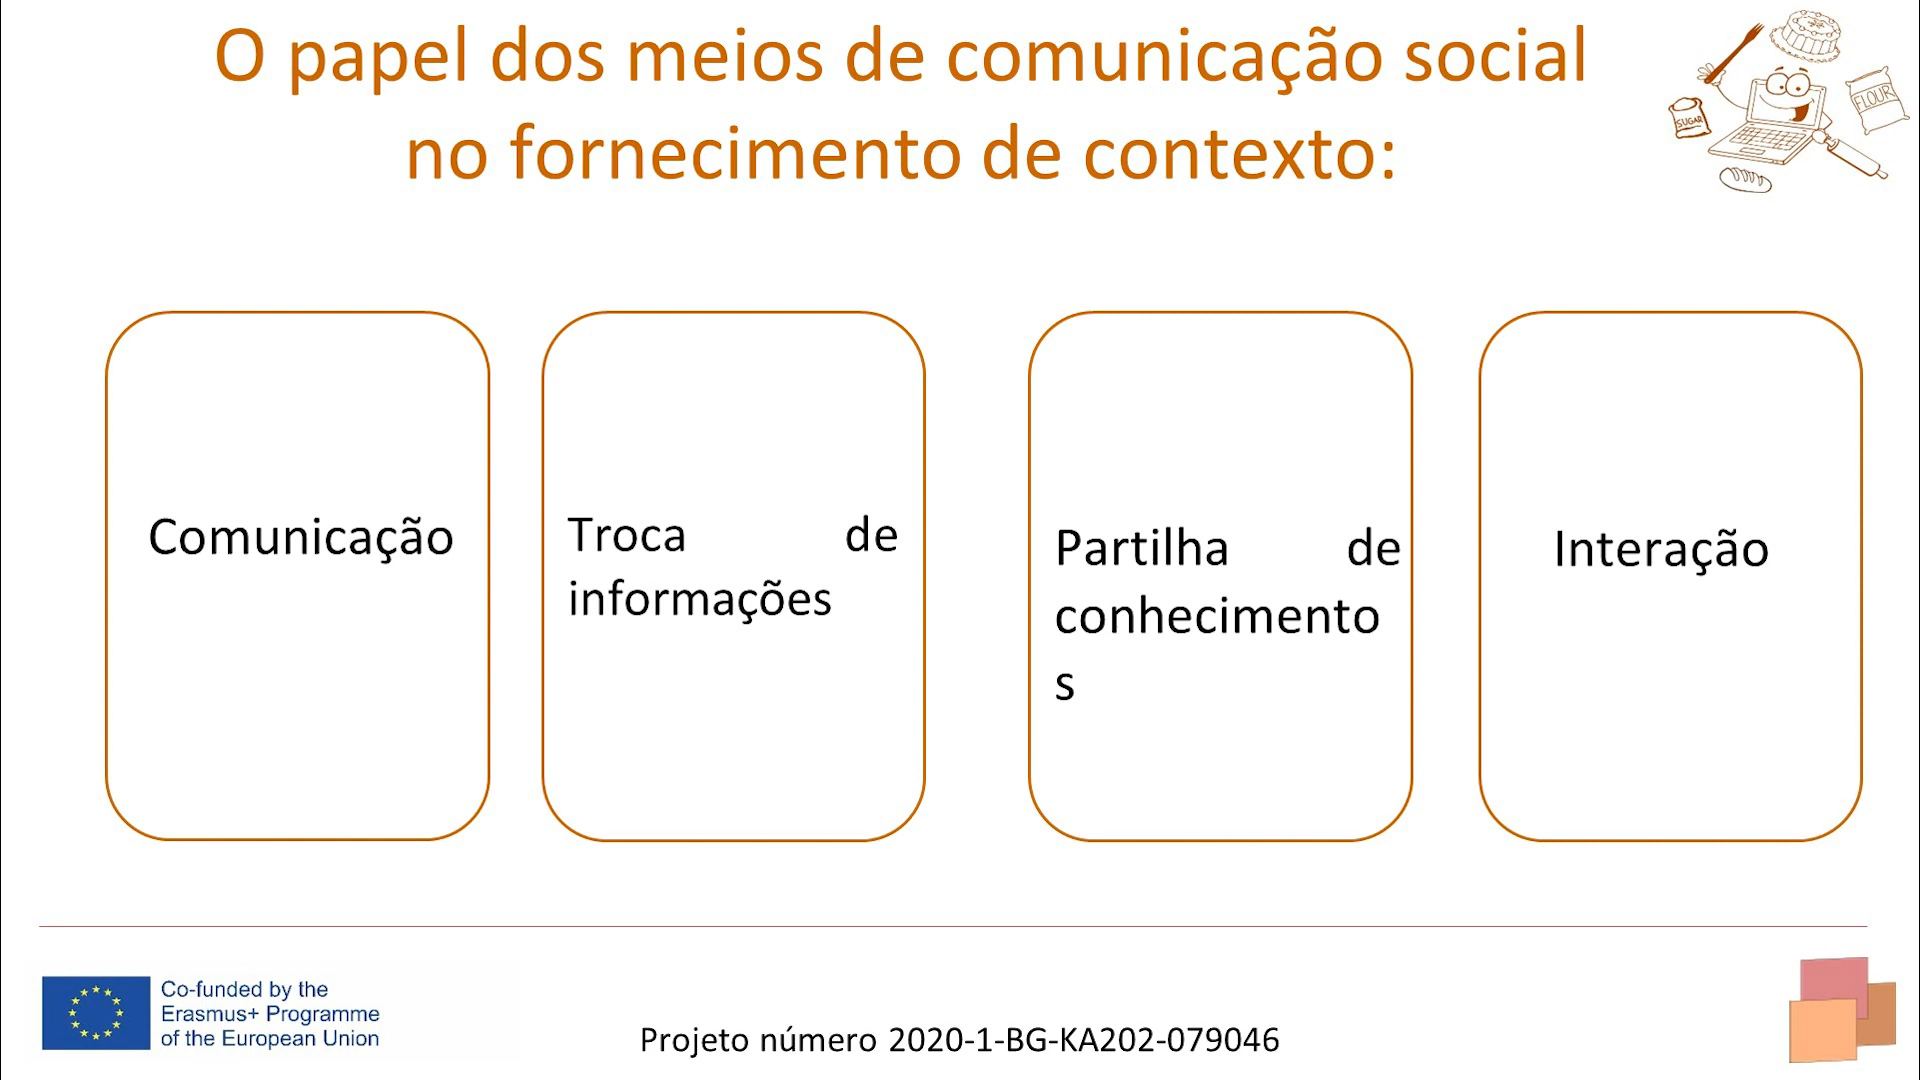 O papel dos meios de comunicação social
no fornecimento de contexto:
SUGAR
FLOUR
Comunicação
Troca de
informações
Partilha de
conhecimento
s
Interação
Co-funded by the
Erasmus+ Programme
of the European Union
Projeto número 2020-1-BG-KA202-079046